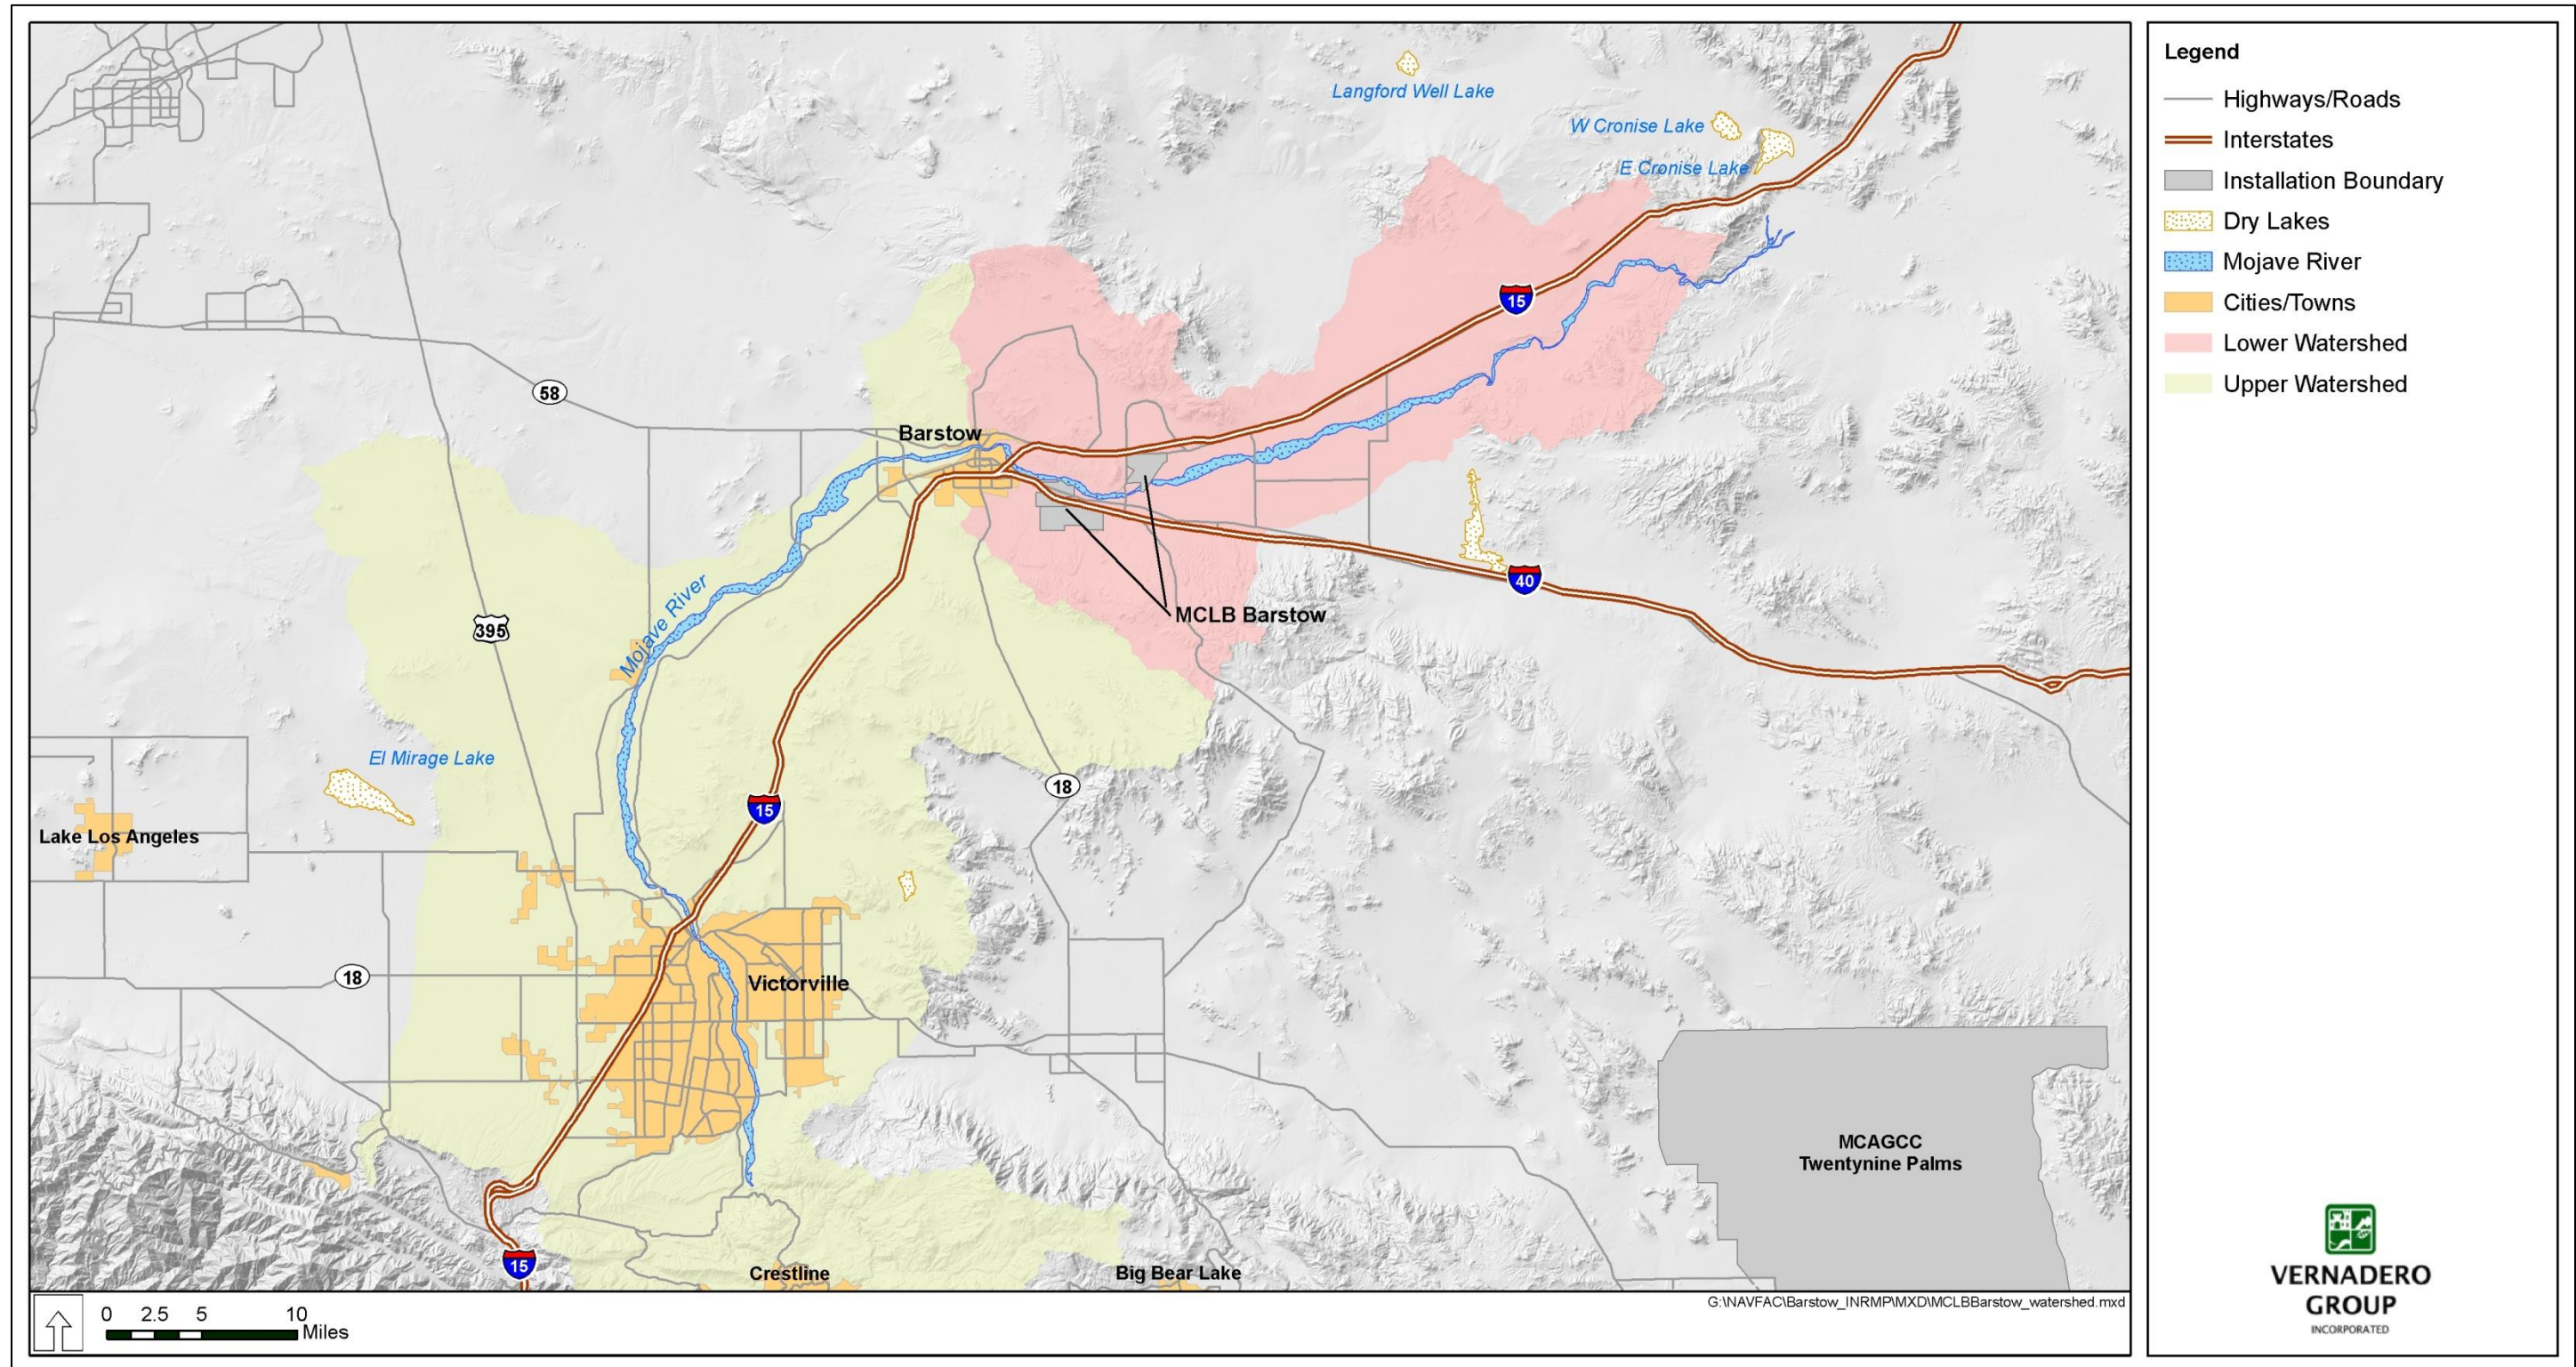 Langford Well Lake
W Cronise Lake
E Cronise Lake
15
58
Barstow
40
MCLB Barstow
Mojave River
395
El Mirage Lake
18
15
Lake Los Angeles
18
Victorville
MCAGCC
Twentynine Palms
15
Crestline
Big Bear Lake
0 2.5 5 10
Miles
G:\NAVFAC\Barstow_INRMP\MXD\MCLBBarstow_watershed.mxd
Legend
Highways/Roads
Interstates
Installation Boundary
Dry Lakes
Mojave River
Cities/Towns
Lower Watershed
Upper Watershed
VERNADERO
GROUP
INCORPORATED